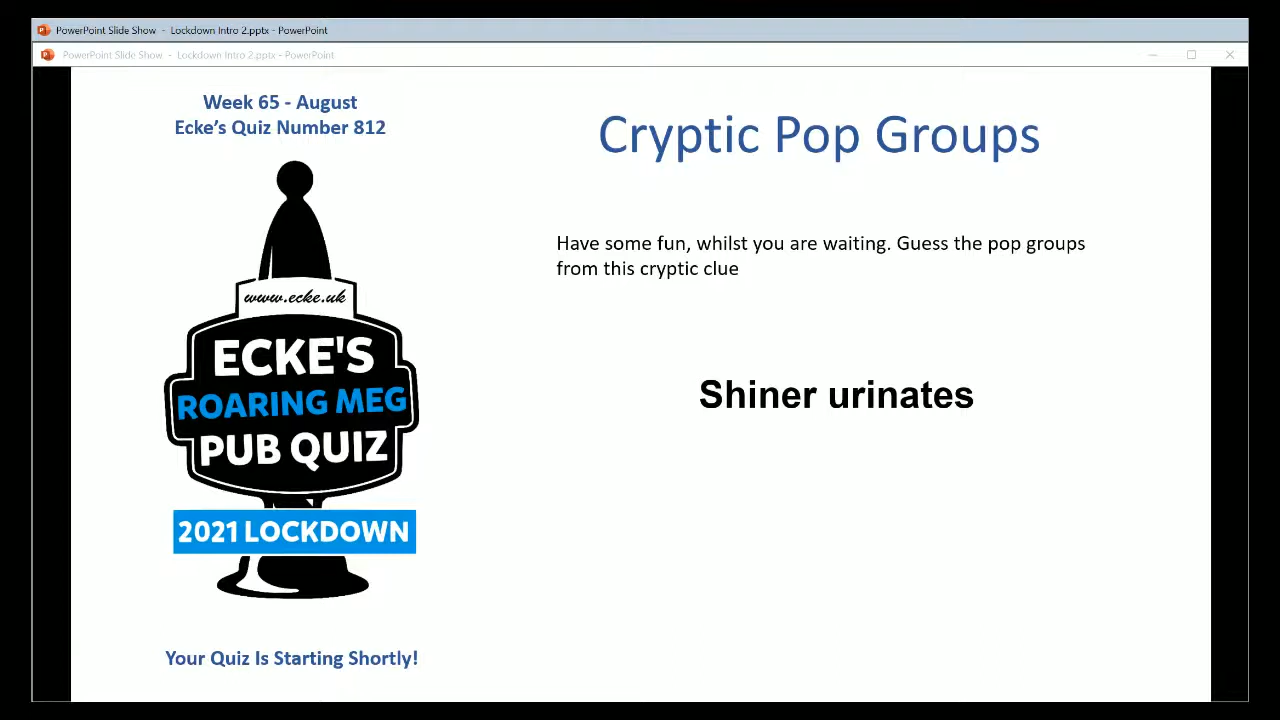 PowerPoint Slide Show - Lockdown Intro 2.pptx - PowerPoint
PowerPoint Slide Show - Lockdown Intro 2.pptx - PowerPoint
Week 65 - August
Ecke's Quiz Number 812
www.ecke.uk
ECKE'S
ROARING MEG
PUB QUIZ
2021 LOCKDOWN
Your Quiz Is Starting Shortly!
Cryptic Pop Groups
Have some fun, whilst you are waiting. Guess the pop groups
from this cryptic clue
Shiner urinates